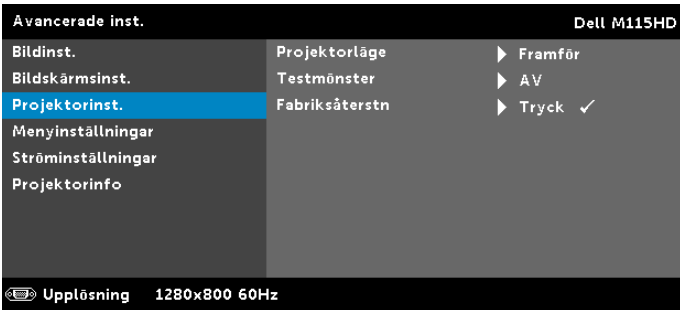 Avancerade inst. Dell M115HD
Bildinst. Projektorläge Framför
Bildskärmsinst. Testmönster AV
Projektorinst. Fabriksåterstn Tryck ✓
Menyinställningar
Ströminställningar
Projektorinfo
Upplösning 1280x800 60Hz